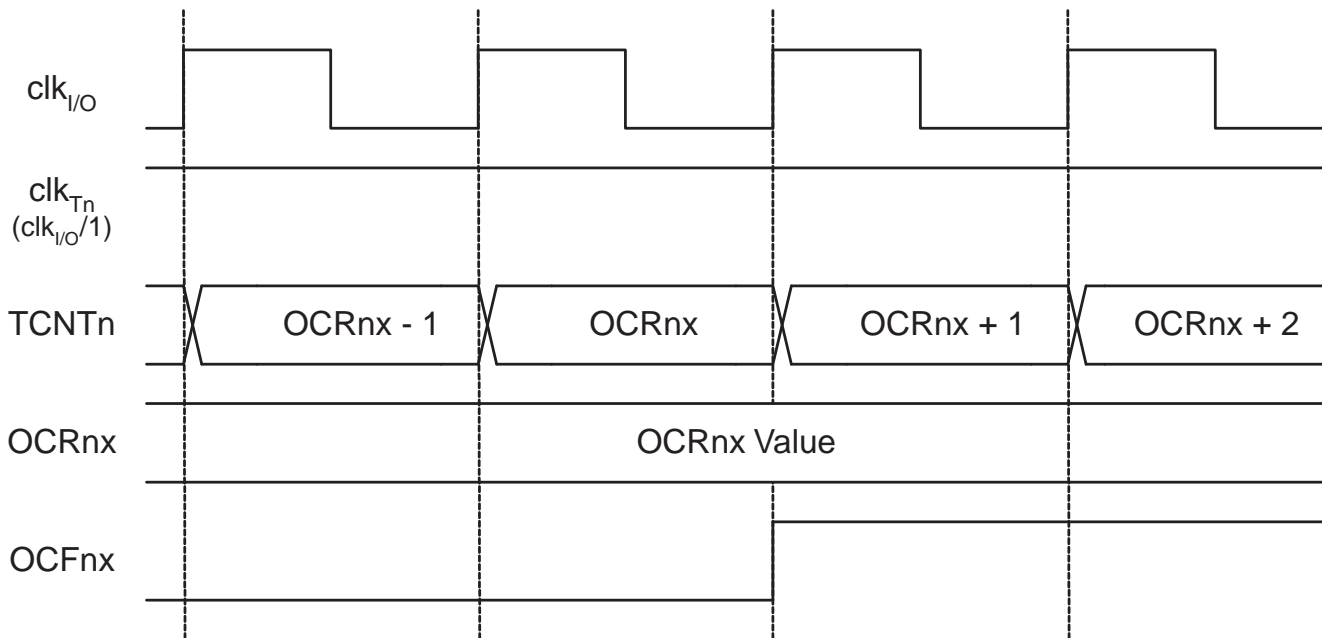 clkI/O
clkTn
(clkI/O/1)
TCNTn
OCRnx - 1
OCRnx
OCRnx + 1
OCRnx + 2
OCRnx
OCRnx Value
OCFnx